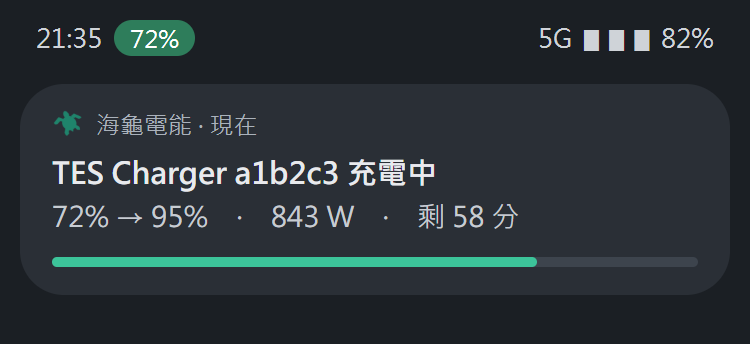 21:35 72% 5G 82%
海龜電能 · 現在
TES Charger a1b2c3 充電中
72% → 95% · 843 W · 剩 58 分